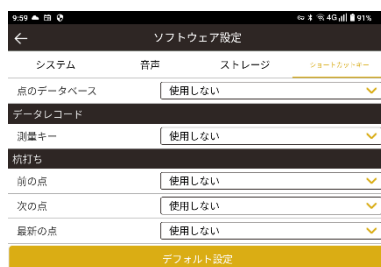 9:59 4G 91%
ソフトウェア設定
システム 音声 ストレージ ショートカットキー
点のデータベース 使用しない
データレコード
測量キー 使用しない
杭打ち
前の点 使用しない
次の点 使用しない
最新の点 使用しない
デフォルト設定